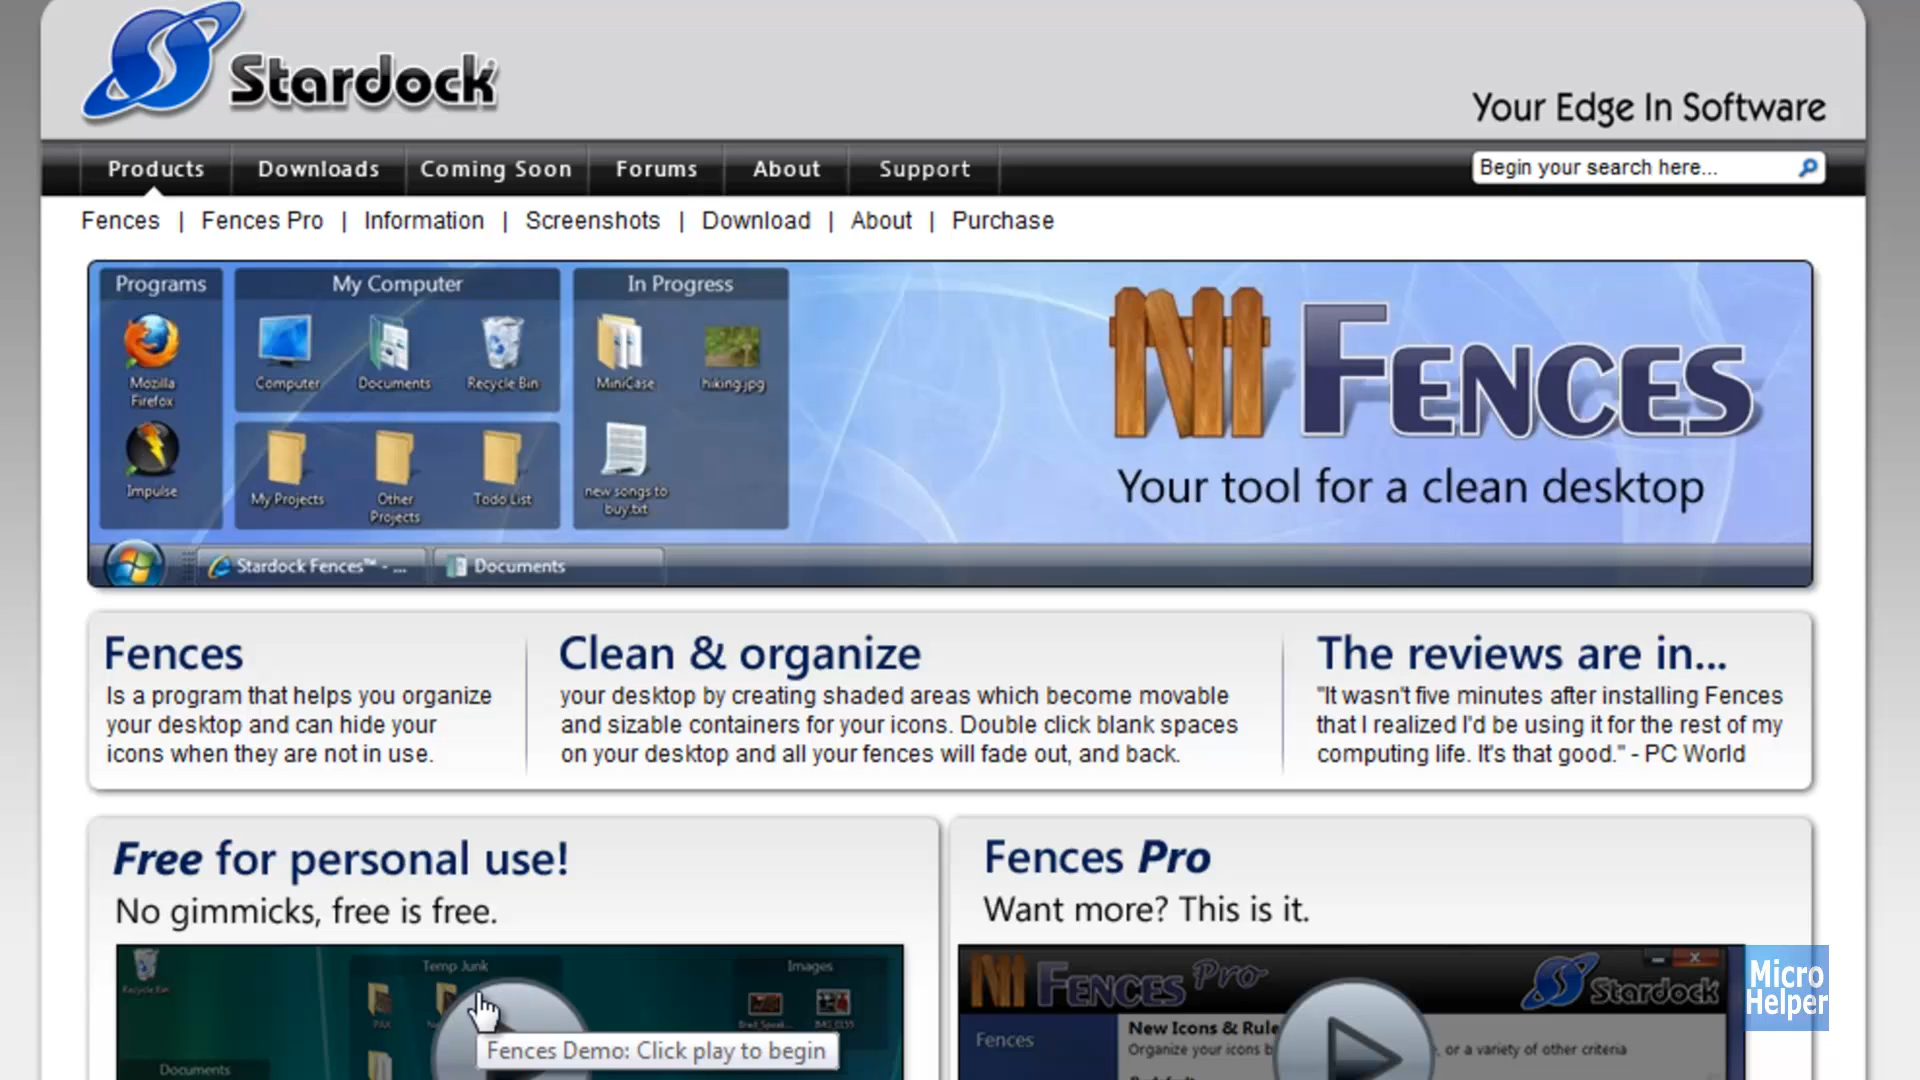 Stardock
Your Edge In Software
Products Downloads Coming Soon Forums About Support
Begin your search here...
Fences | Fences Pro | Information | Screenshots | Download | About | Purchase
Programs My Computer In Progress
Mozilla Firefox
Computer Documents Recycle Bin
MiniCase hiking.jpg
Impulse
My Projects Other Projects Todo List
new songs to buy.txt
FENCES
Your tool for a clean desktop
Stardock Fences™ - ... Documents
Fences
Is a program that helps you organize
your desktop and can hide your
icons when they are not in use.
Clean & organize
your desktop by creating shaded areas which become movable
and sizable containers for your icons. Double click blank spaces
on your desktop and all your fences will fade out, and back.
The reviews are in...
"It wasn't five minutes after installing Fences
that I realized I'd be using it for the rest of my
computing life. It's that good." - PC World
Free for personal use!
No gimmicks, free is free.
Recycle Bin
Temp Junk
Images
IMG_0155
Documents
Fences Demo: Click play to begin
Fences Pro
Want more? This is it.
FENCES Pro
Stardock
Fences
New Icons & Rule
Organize your icons b , or a variety of other criteria
Micro
Helper